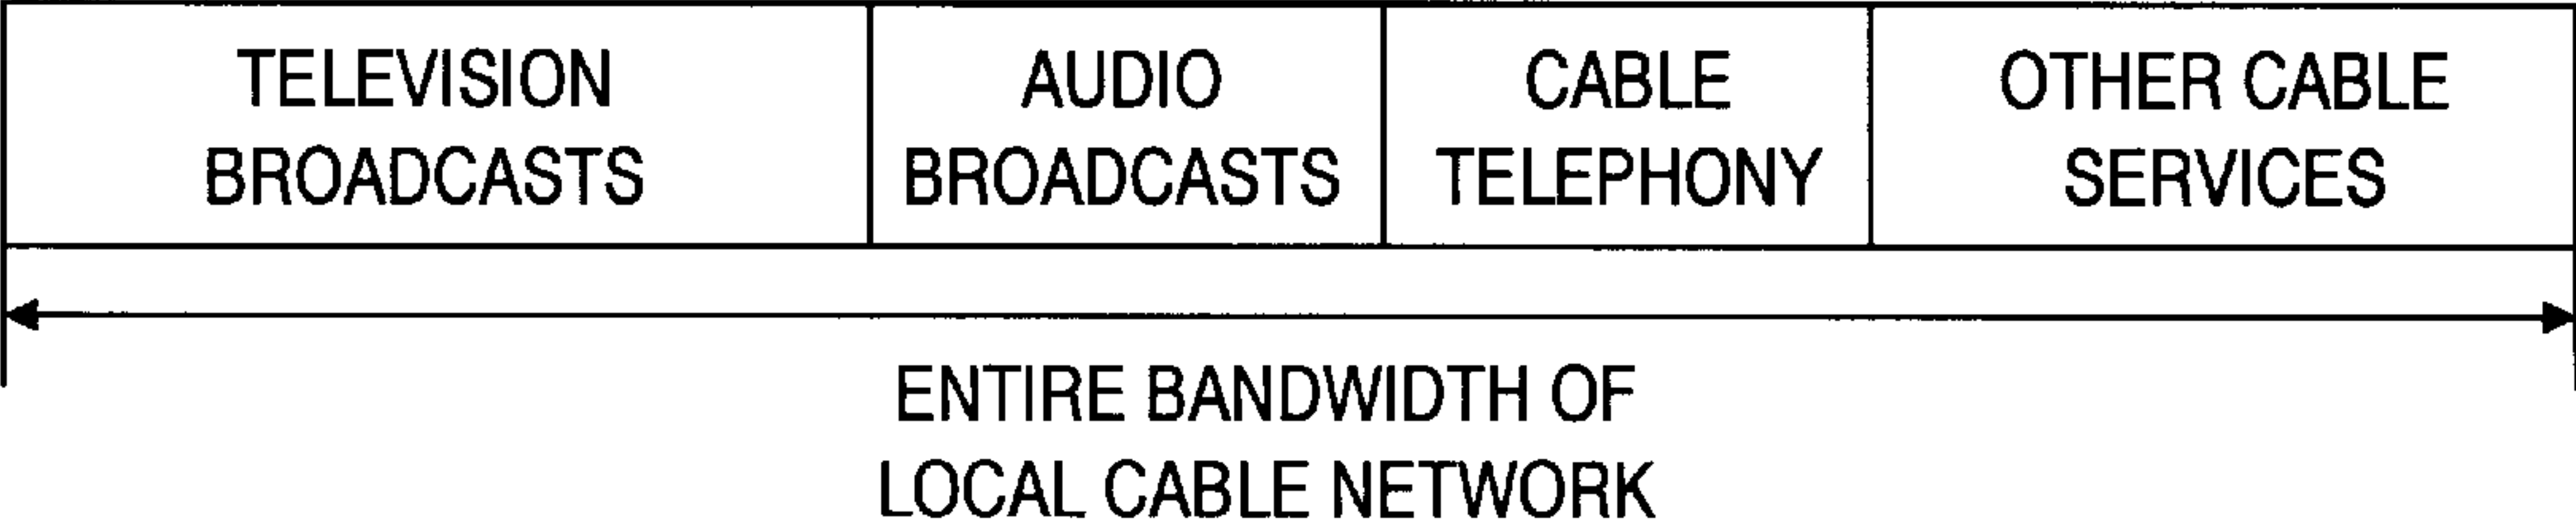 TELEVISION
BROADCASTS
AUDIO
BROADCASTS
CABLE
TELEPHONY
OTHER CABLE
SERVICES
ENTIRE BANDWIDTH OF
LOCAL CABLE NETWORK